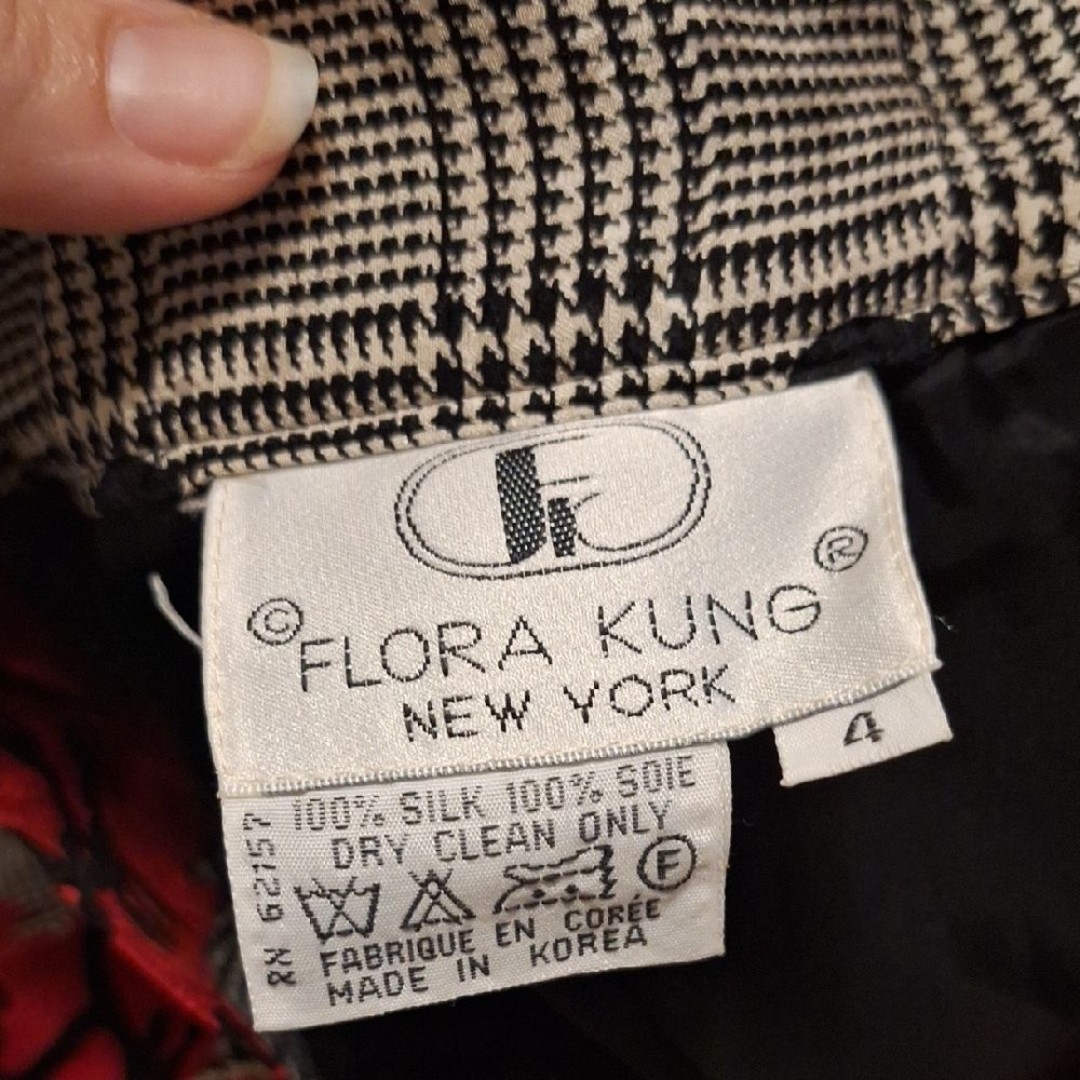 © FLORA KUNG ®
NEW YORK
4
100% SILK 100% SOIE
DRY CLEAN ONLY
F
FABRIQUE EN CORÉE
MADE IN KOREA
RN 62157